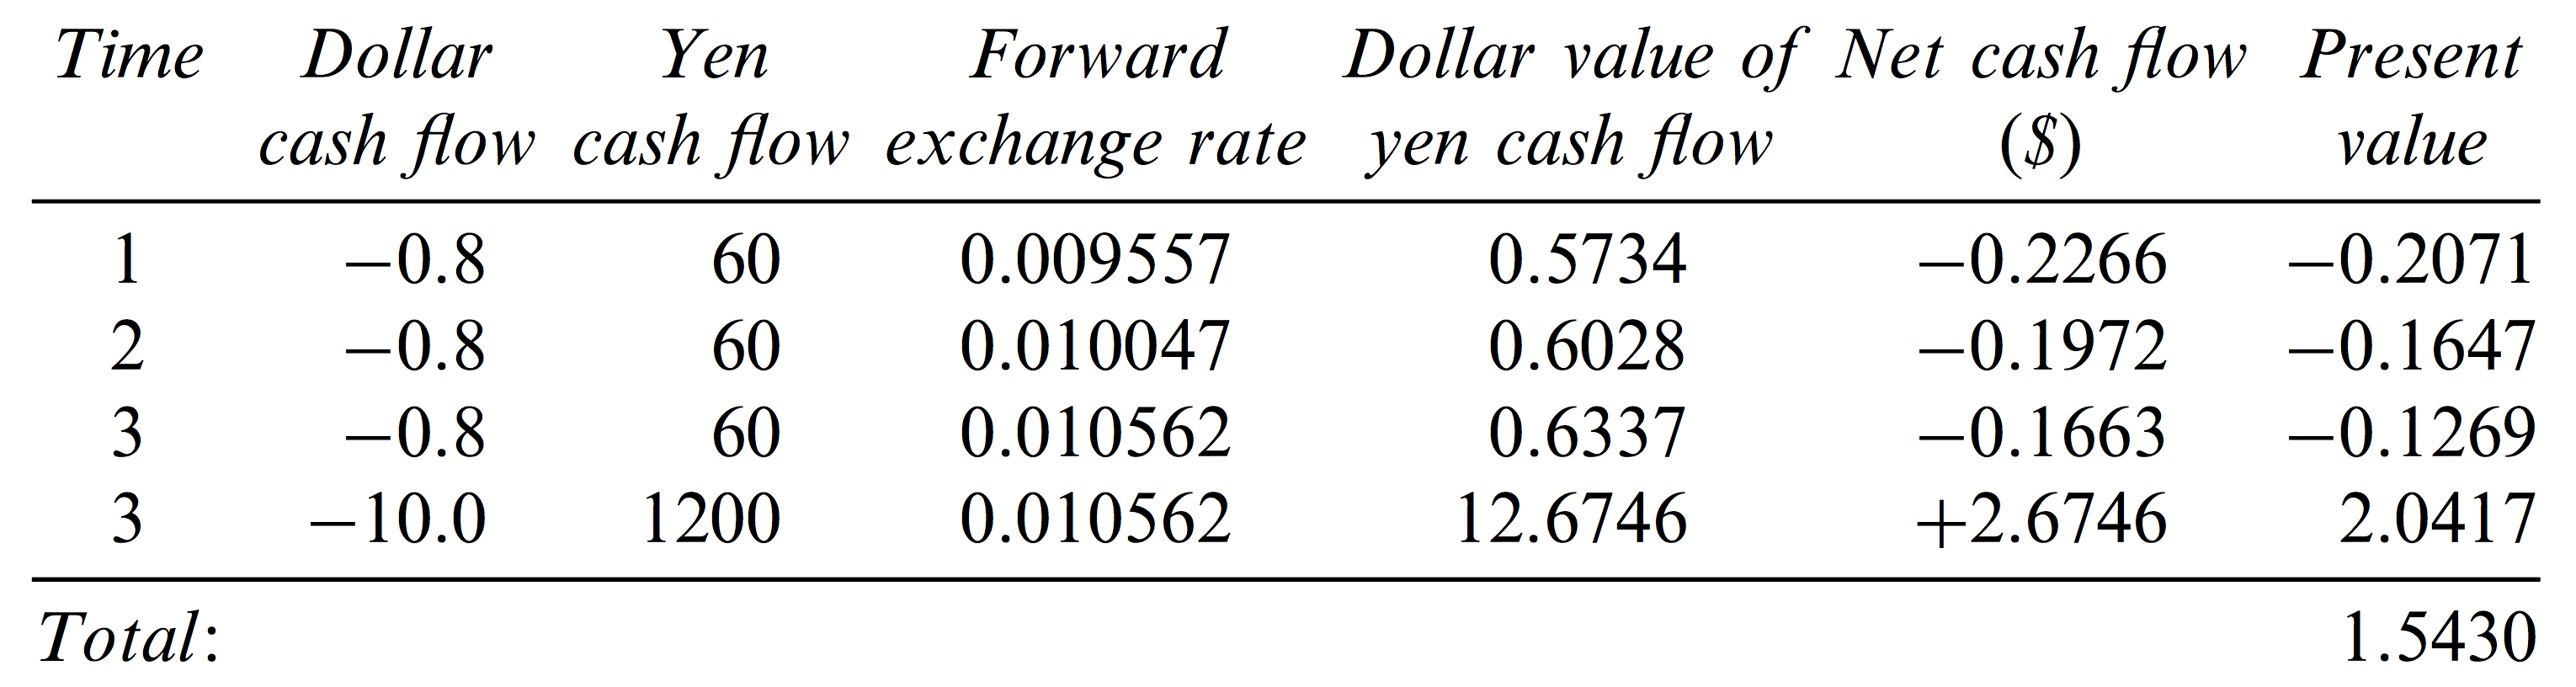 Time Dollar Yen Forward Dollar value of Net cash flow Present
cash flow cash flow exchange rate yen cash flow ($) value
1 −0.8 60 0.009557 0.5734 −0.2266 −0.2071
2 −0.8 60 0.010047 0.6028 −0.1972 −0.1647
3 −0.8 60 0.010562 0.6337 −0.1663 −0.1269
3 −10.0 1200 0.010562 12.6746 +2.6746 2.0417
Total: 1.5430